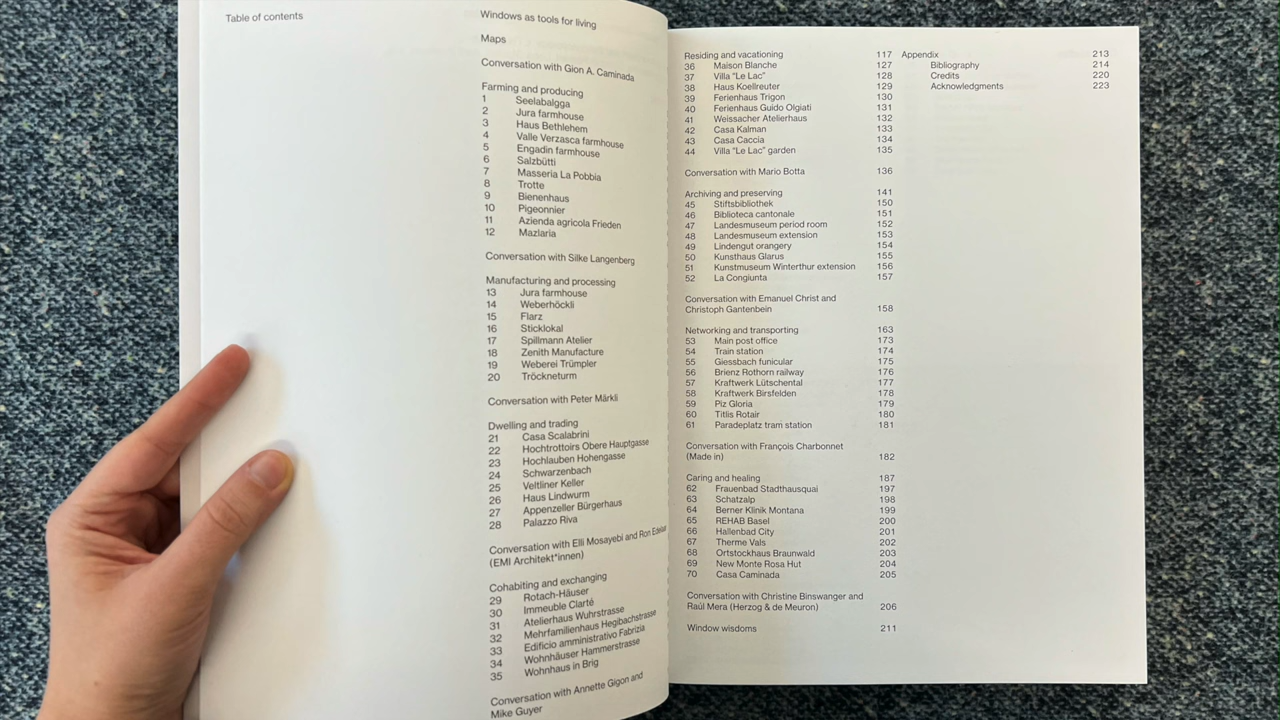 Table of contents
Windows as tools for living
Maps
Conversation with Gion A. Caminada
Farming and producing
1 Seelabalgga
2 Jura farmhouse
3 Haus Bethlehem
4 Valle Verzasca farmhouse
5 Engadin farmhouse
6 Salzbütti
7 Masseria La Pobbia
8 Trotte
9 Bienenhaus
10 Pigeonnier
11 Azienda agricola Frieden
12 Mazlaria
Conversation with Silke Langenberg
Manufacturing and processing
13 Jura farmhouse
14 Weberhöckli
15 Flarz
16 Sticklokal
17 Spillmann Atelier
18 Zenith Manufacture
19 Weberei Trümpler
20 Tröckneturm
Conversation with Peter Märkli
Dwelling and trading
21 Casa Scalabrini
22 Hochtrottoirs Obere Hauptgasse
23 Hochlauben Hohengasse
24 Schwarzenbach
25 Veltliner Keller
26 Haus Lindwurm
27 Appenzeller Bürgerhaus
28 Palazzo Riva
Conversation with Elli Mosayebi and Ron
(EMI Architekt*innen)
Cohabiting and exchanging
29 Rotach-Häuser
30 Immeuble Clarté
31 Atelierhaus Wuhrstrasse
32 Mehrfamilienhaus Hegibachstrasse
33 Edificio amministrativo Fabrizia
34 Wohnhäuser Hammerstrasse
35 Wohnhaus in Brig
Conversation with Annette Gigon and
Mike Guyer
Residing and vacationing 117
36 Maison Blanche 127
37 Villa "Le Lac" 128
38 Haus Koellreuter 129
39 Ferienhaus Trigon 130
40 Ferienhaus Guido Olgiati 131
41 Weissacher Atelierhaus 132
42 Casa Kalman 133
43 Casa Caccia 134
44 Villa "Le Lac" garden 135
Conversation with Mario Botta 136
Archiving and preserving 141
45 Stiftsbibliothek 150
46 Biblioteca cantonale 151
47 Landesmuseum period room 152
48 Landesmuseum extension 153
49 Lindengut orangery 154
50 Kunsthaus Glarus 155
51 Kunstmuseum Winterthur extension 156
52 La Congiunta 157
Conversation with Emanuel Christ and
Christoph Gantenbein 158
Networking and transporting 163
53 Main post office 173
54 Train station 174
55 Giessbach funicular 175
56 Brienz Rothorn railway 176
57 Kraftwerk Lütschental 177
58 Kraftwerk Birsfelden 178
59 Piz Gloria 179
60 Titlis Rotair 180
61 Paradeplatz tram station 181
Conversation with François Charbonnet
(Made in) 182
Caring and healing 187
62 Frauenbad Stadthausquai 197
63 Schatzalp 198
64 Berner Klinik Montana 199
65 REHAB Basel 200
66 Hallenbad City 201
67 Therme Vals 202
68 Ortstockhaus Braunwald 203
69 New Monte Rosa Hut 204
70 Casa Caminada 205
Conversation with Christine Binswanger and
Raúl Mera (Herzog & de Meuron) 206
Window wisdoms 211
Appendix 213
Bibliography 214
Credits 220
Acknowledgments 223